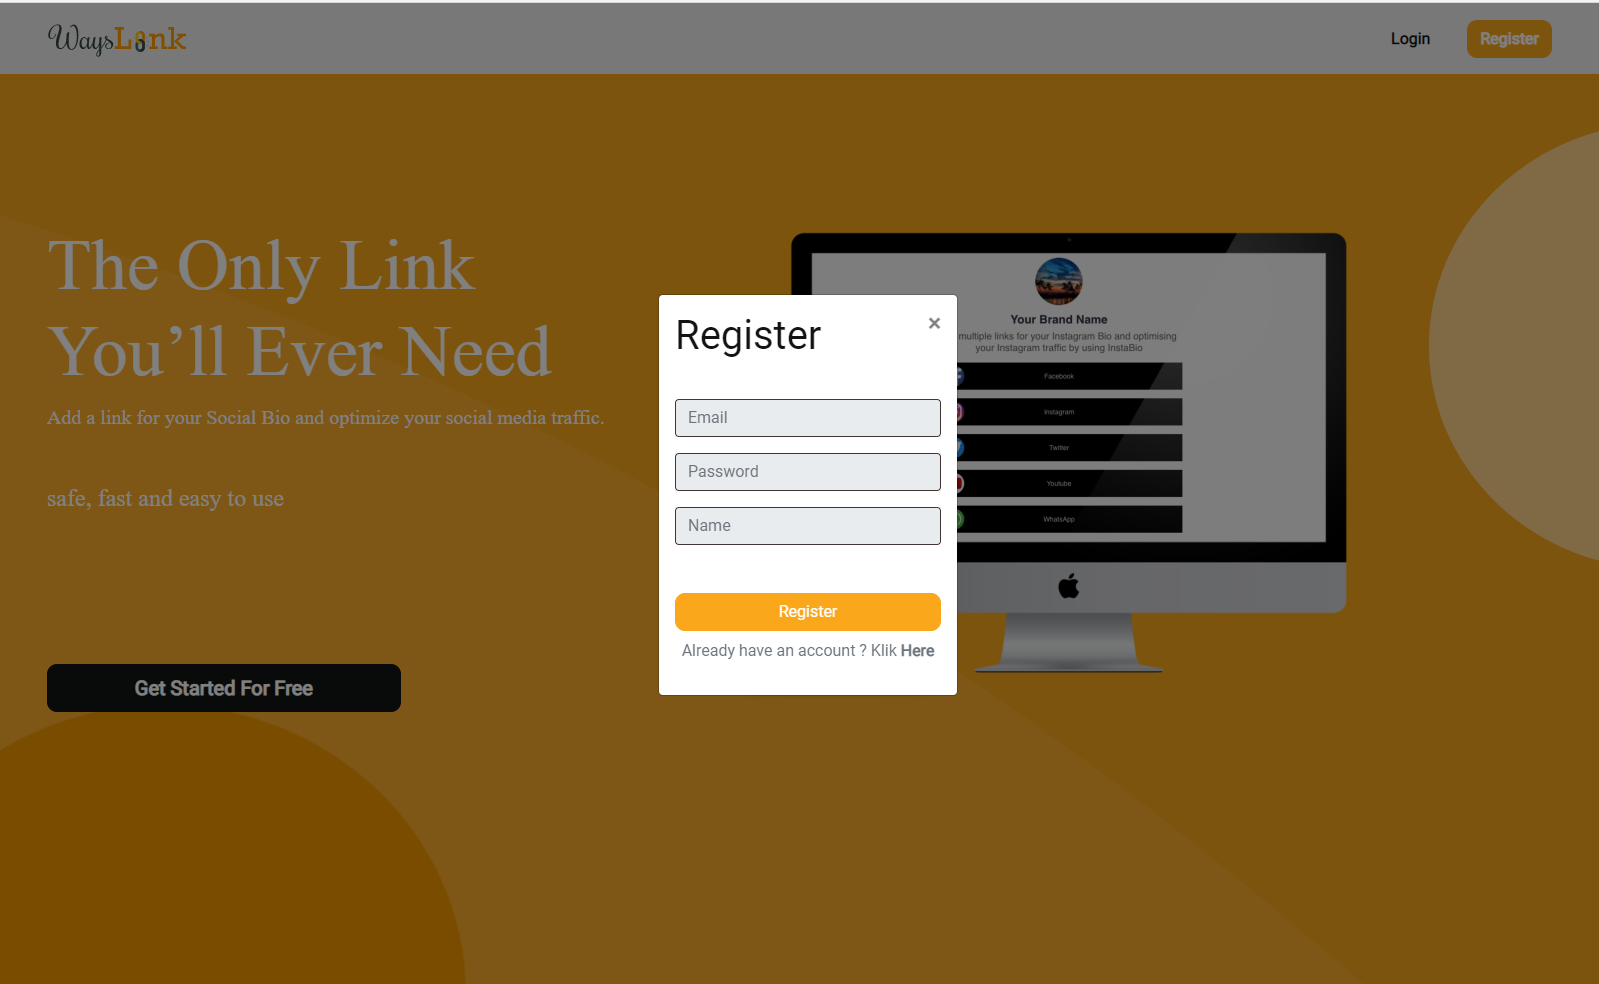 WaysLink
Login
Register
The Only Link
You’ll Ever Need
Add a link for your Social Bio and optimize your social media traffic.
safe, fast and easy to use
Get Started For Free
Register
×
Email
Password
Name
Register
Already have an account ? Klik Here
Your Brand Name
multiple links for your Instagram Bio and optimising
your Instagram traffic by using InstaBio
Facebook
Instagram
Twitter
Youtube
WhatsApp